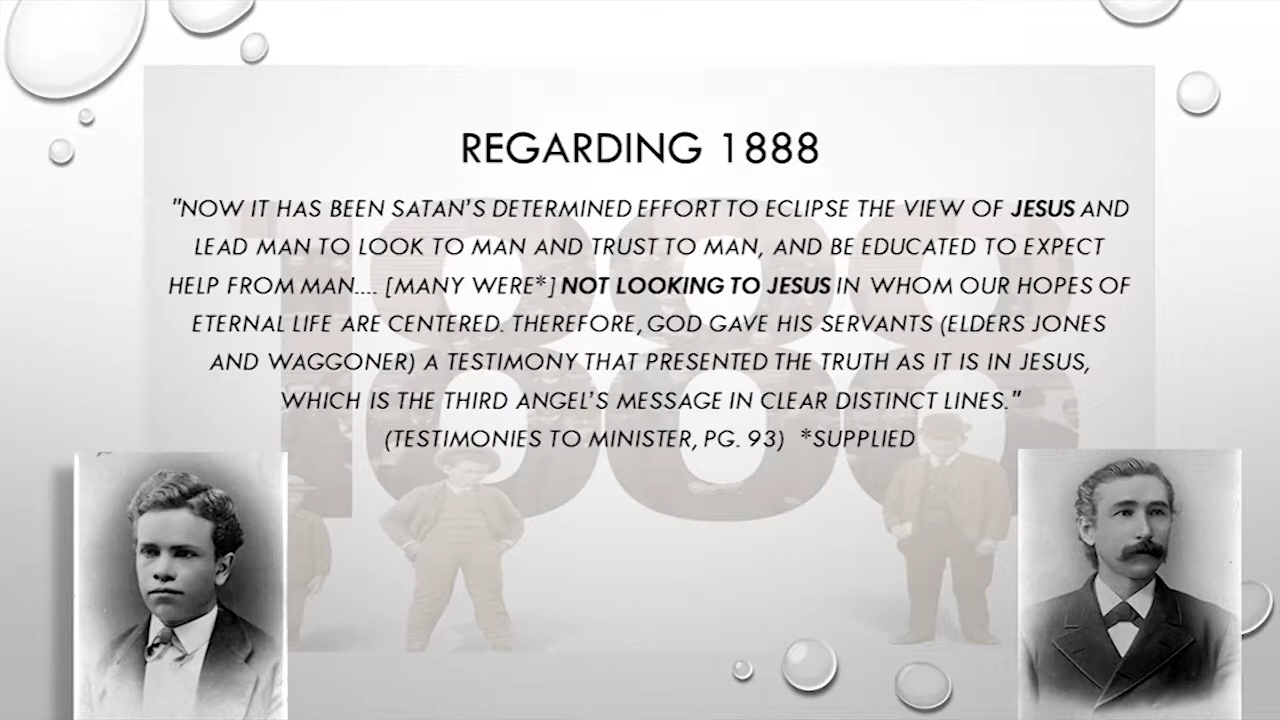 REGARDING 1888
"NOW IT HAS BEEN SATAN'S DETERMINED EFFORT TO ECLIPSE THE VIEW OF JESUS AND
LEAD MAN TO LOOK TO MAN AND TRUST TO MAN, AND BE EDUCATED TO EXPECT
HELP FROM MAN.... [MANY WERE*] NOT LOOKING TO JESUS IN WHOM OUR HOPES OF
ETERNAL LIFE ARE CENTERED. THEREFORE, GOD GAVE HIS SERVANTS (ELDERS JONES
AND WAGGONER) A TESTIMONY THAT PRESENTED THE TRUTH AS IT IS IN JESUS,
WHICH IS THE THIRD ANGEL'S MESSAGE IN CLEAR DISTINCT LINES."
(TESTIMONIES TO MINISTER, PG. 93) *SUPPLIED
1888